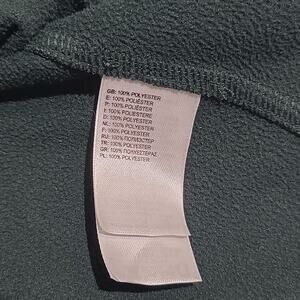 GB: 100% POLYESTER
E: 100% POLIÉSTER
P: 100% POLIÉSTER
I: 100% POLIESTERE
D: 100% POLYESTER
NL: 100% POLYESTER
F: 100% POLYESTER
RU: 100% ПОЛИЭСТЕР
TR: 100% POLYESTER
GR: 100% ΠΟΛΥΕΣΤΕΡΑΣ
PL: 100% POLIESTER